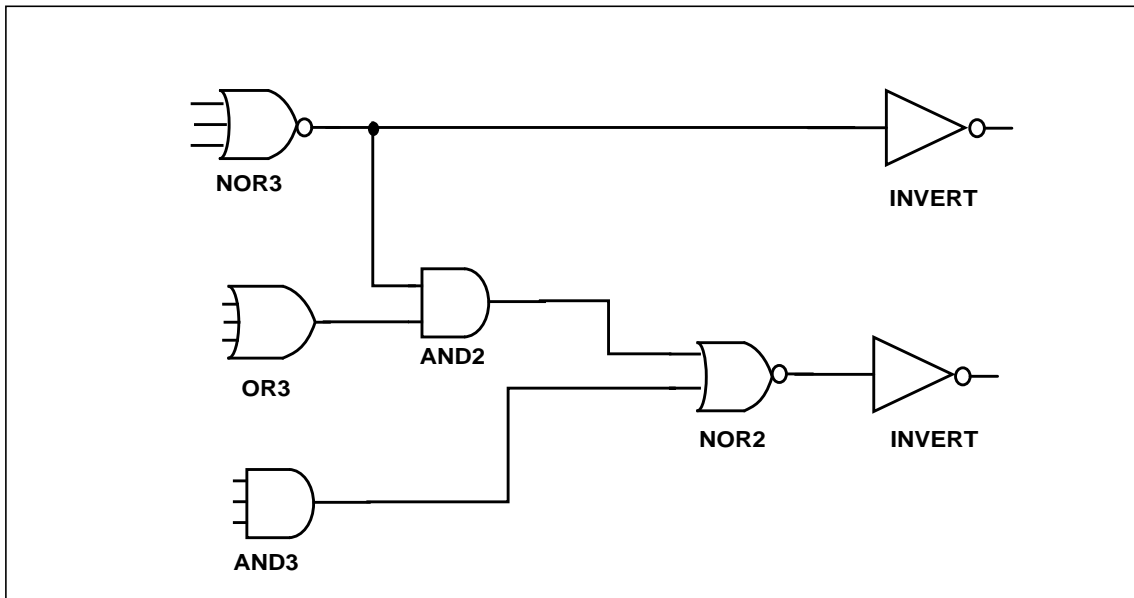 NOR3
INVERT
AND2
OR3
NOR2
INVERT
AND3